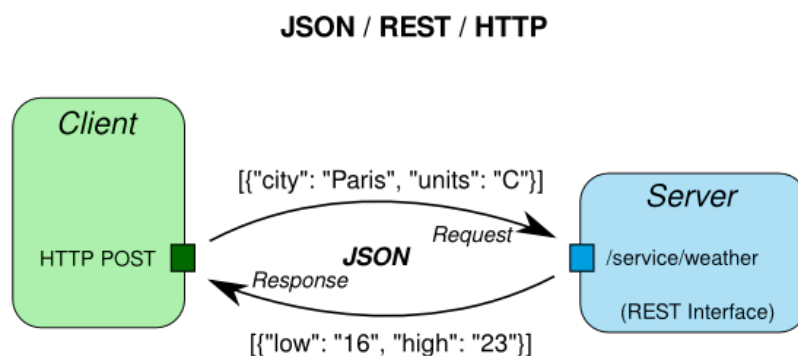 JSON / REST / HTTP
Client
[{"city": "Paris", "units": "C"}]
Server
Request
HTTP POST
JSON
/service/weather
Response
(REST Interface)
[{"low": "16", "high": "23"}]